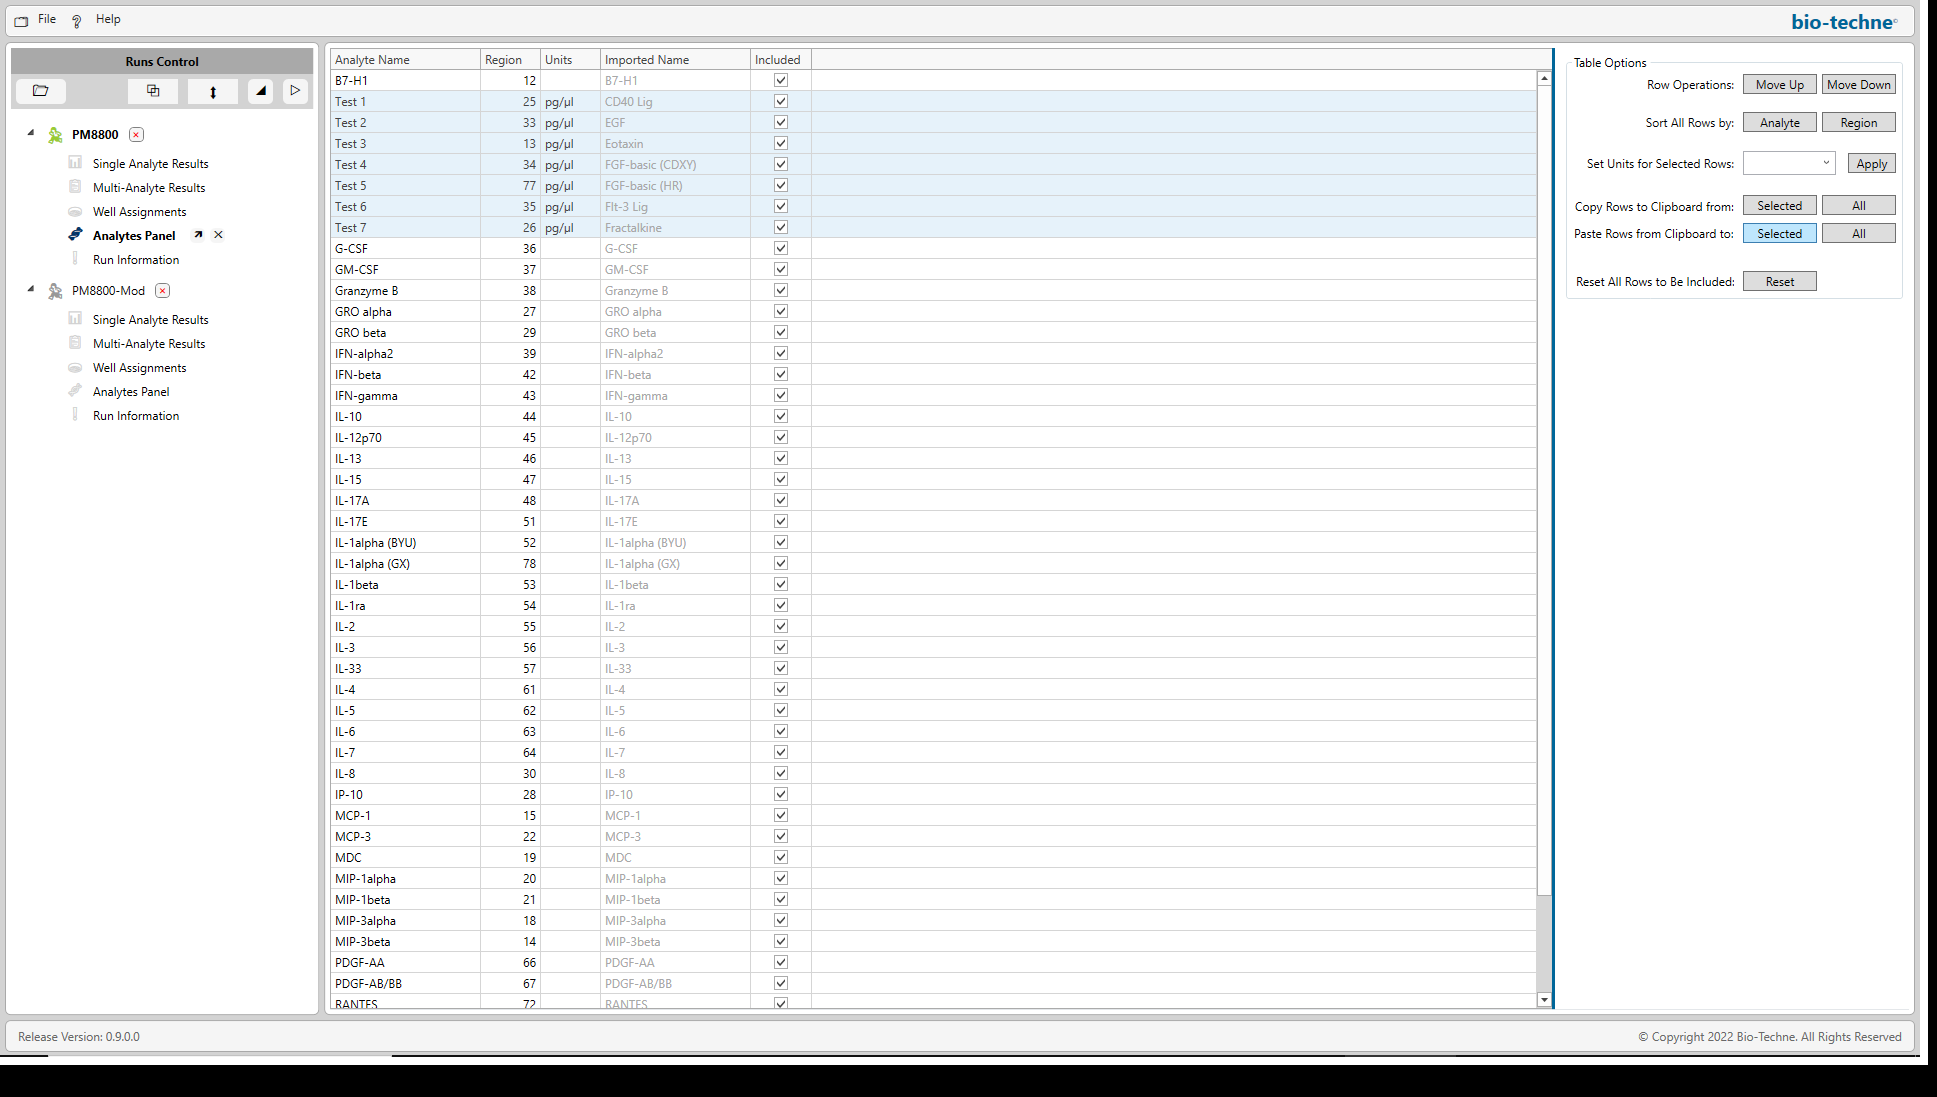 File Help
bio-techne
Runs Control
PM8800
Single Analyte Results
Multi-Analyte Results
Well Assignments
Analytes Panel
Run Information
PM8800-Mod
Single Analyte Results
Multi-Analyte Results
Well Assignments
Analytes Panel
Run Information
Analyte Name Region Units Imported Name Included
B7-H1 12 B7-H1
Test 1 25 pg/µl CD40 Lig
Test 2 33 pg/µl EGF
Test 3 13 pg/µl Eotaxin
Test 4 34 pg/µl FGF-basic (CDXY)
Test 5 77 pg/µl FGF-basic (HR)
Test 6 35 pg/µl Flt-3 Lig
Test 7 26 pg/µl Fractalkine
G-CSF 36 G-CSF
GM-CSF 37 GM-CSF
Granzyme B 38 Granzyme B
GRO alpha 27 GRO alpha
GRO beta 29 GRO beta
IFN-alpha2 39 IFN-alpha2
IFN-beta 42 IFN-beta
IFN-gamma 43 IFN-gamma
IL-10 44 IL-10
IL-12p70 45 IL-12p70
IL-13 46 IL-13
IL-15 47 IL-15
IL-17A 48 IL-17A
IL-17E 51 IL-17E
IL-1alpha (BYU) 52 IL-1alpha (BYU)
IL-1alpha (GX) 78 IL-1alpha (GX)
IL-1beta 53 IL-1beta
IL-1ra 54 IL-1ra
IL-2 55 IL-2
IL-3 56 IL-3
IL-33 57 IL-33
IL-4 61 IL-4
IL-5 62 IL-5
IL-6 63 IL-6
IL-7 64 IL-7
IL-8 30 IL-8
IP-10 28 IP-10
MCP-1 15 MCP-1
MCP-3 22 MCP-3
MDC 19 MDC
MIP-1alpha 20 MIP-1alpha
MIP-1beta 21 MIP-1beta
MIP-3alpha 18 MIP-3alpha
MIP-3beta 14 MIP-3beta
PDGF-AA 66 PDGF-AA
PDGF-AB/BB 67 PDGF-AB/BB
RANTES 72 RANTES
Table Options
Row Operations: Move Up Move Down
Sort All Rows by: Analyte Region
Set Units for Selected Rows: Apply
Copy Rows to Clipboard from: Selected All
Paste Rows from Clipboard to: Selected All
Reset All Rows to Be Included: Reset
Release Version: 0.9.0.0
© Copyright 2022 Bio-Techne. All Rights Reserved